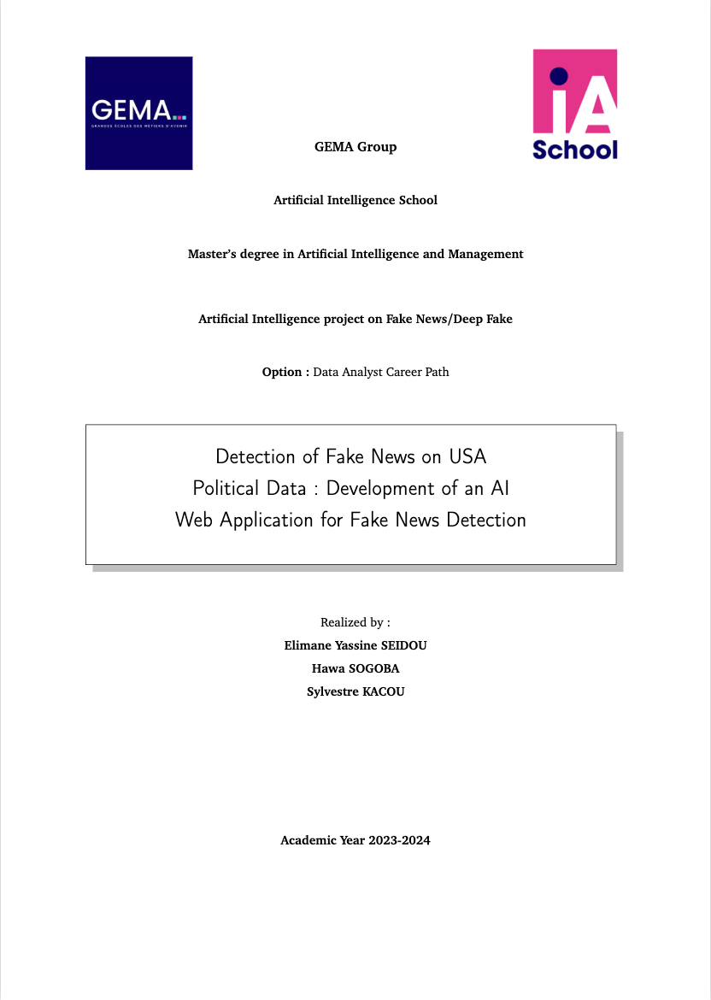 GEMA...
GRANDES ÉCOLES DES MÉTIERS D'AVENIR
iA
School
GEMA Group
Artificial Intelligence School
Master's degree in Artificial Intelligence and Management
Artificial Intelligence project on Fake News/Deep Fake
Option : Data Analyst Career Path
Detection of Fake News on USA
Political Data : Development of an AI
Web Application for Fake News Detection
Realized by :
Elimane Yassine SEIDOU
Hawa SOGOBA
Sylvestre KACOU
Academic Year 2023-2024